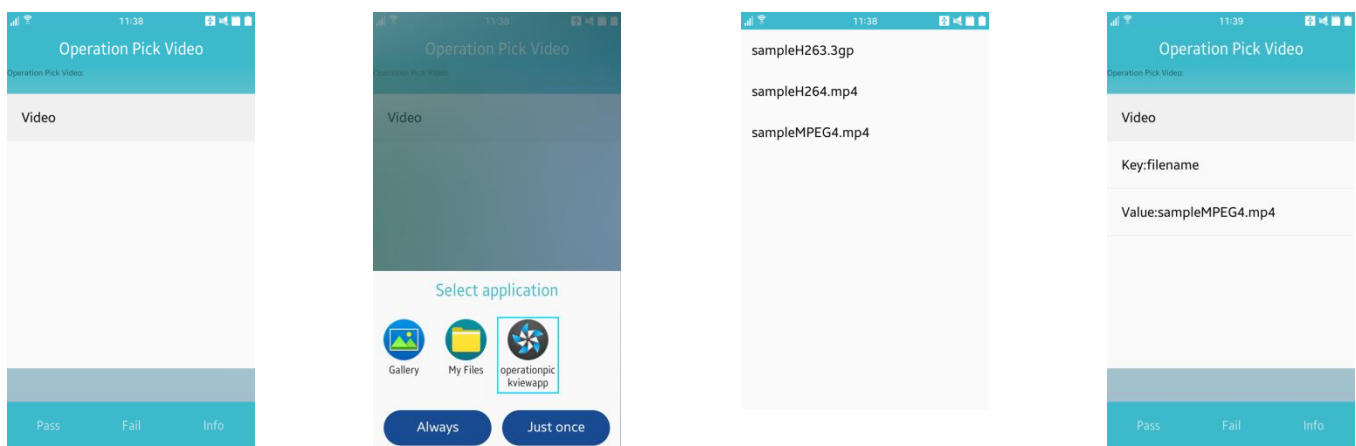 11:38
Operation Pick Video
Operation Pick Video:
Video
Pass
Fail
Info
11:38
Operation Pick Video
Operation Pick Video:
Video
Select application
Gallery
My Files
operationpic
kviewapp
Always
Just once
11:38
sampleH263.3gp
sampleH264.mp4
sampleMPEG4.mp4
11:39
Operation Pick Video
Operation Pick Video:
Video
Key:filename
Value:sampleMPEG4.mp4
Pass
Fail
Info